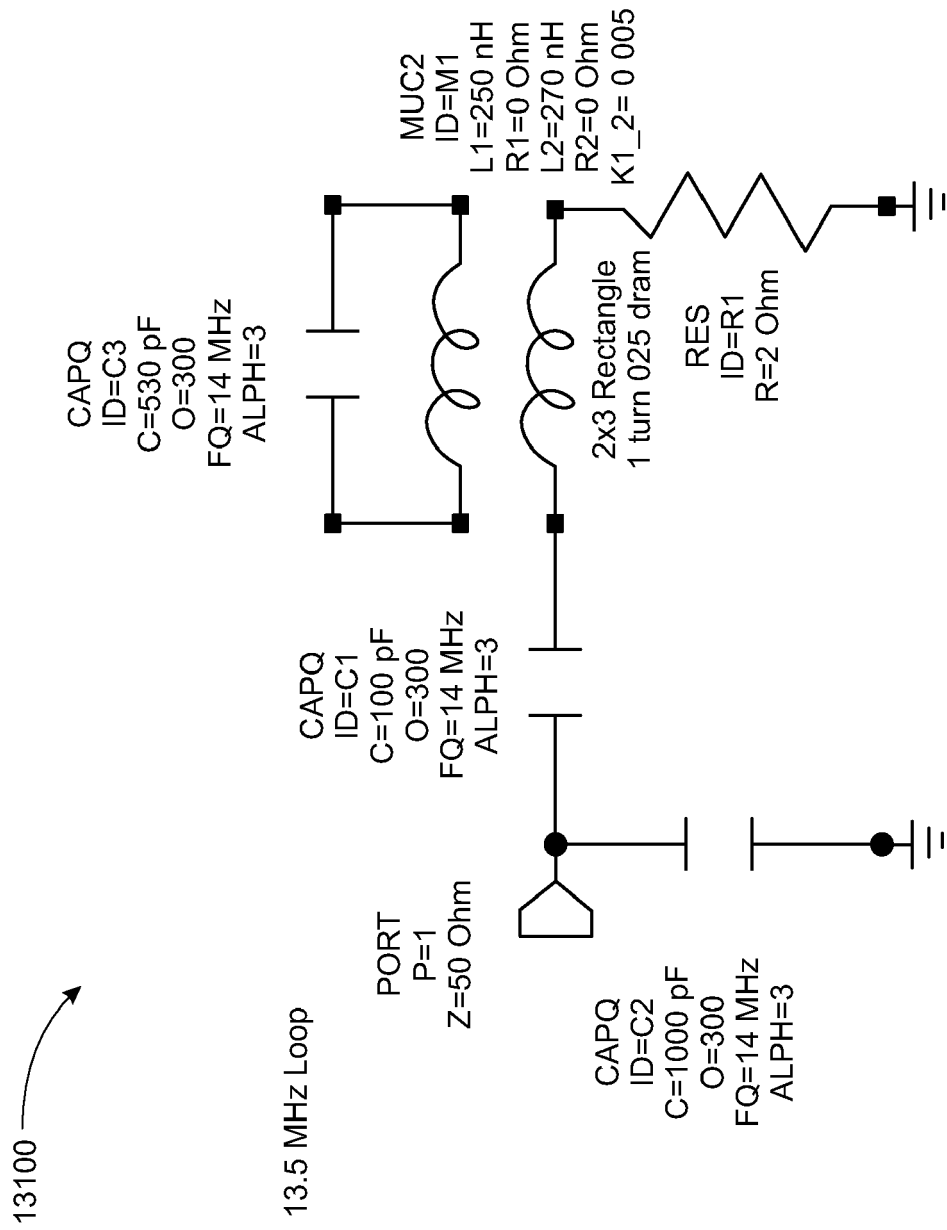 13100
13.5 MHz Loop
PORT
P=1
Z=50 Ohm
CAPQ
ID=C2
C=1000 pF
O=300
FQ=14 MHz
ALPH=3
CAPQ
ID=C1
C=100 pF
O=300
FQ=14 MHz
ALPH=3
CAPQ
ID=C3
C=530 pF
O=300
FQ=14 MHz
ALPH=3
2x3 Rectangle
1 turn 025 dram
RES
ID=R1
R=2 Ohm
MUC2
ID=M1
L1=250 nH
R1=0 Ohm
L2=270 nH
R2=0 Ohm
K1_2= 0 005